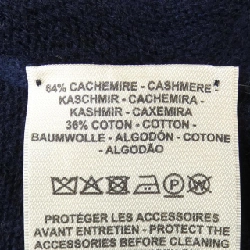 64% CACHEMIRE - CASHMERE
KASCHMIR - CACHEMIRA -
KASHMIR - CAXEMIRA
36% COTON - COTTON -
BAUMWOLLE - ALGODÓN - COTONE
- ALGODÃO
P
PROTÉGER LES ACCESSOIRES
AVANT ENTRETIEN - PROTECT THE
ACCESSORIES BEFORE CLEANING